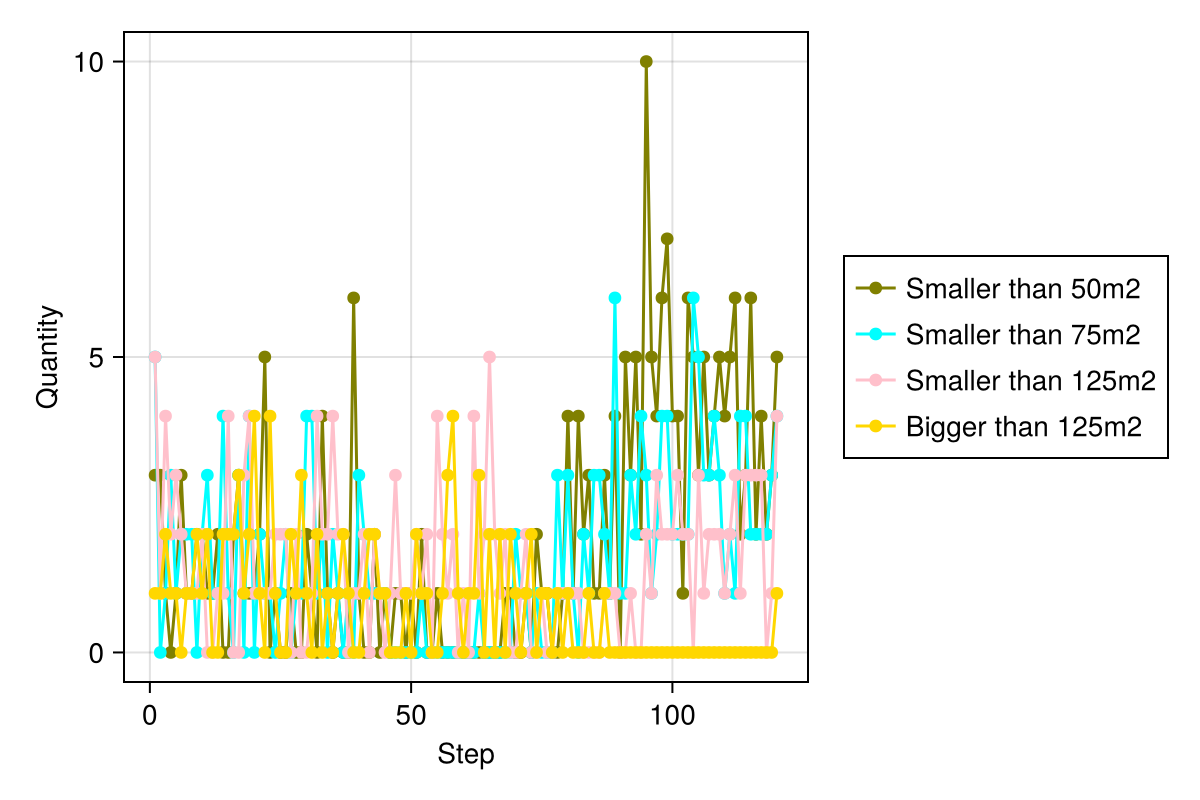 10
5
0
Quantity
0 50 100
Step
Smaller than 50m2
Smaller than 75m2
Smaller than 125m2
Bigger than 125m2